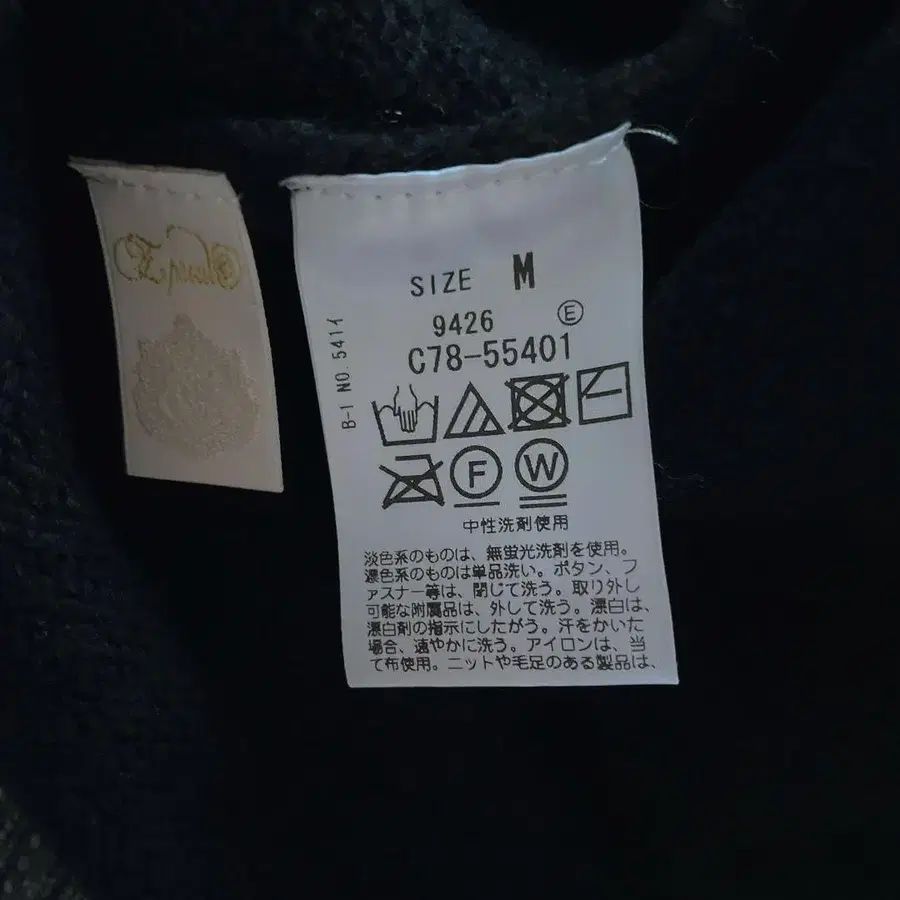 SIZE M
9426 E
C78-55401
F W
中性洗剤使用
淡色系のものは、無蛍光洗剤を使用。
濃色系のものは単品洗い。ボタン、フ
ァスナー等は、閉じて洗う。取り外し
可能な附属品は、外して洗う。漂白は、
漂白剤の指示にしたがう。汗をかいた
場合、速やかに洗う。アイロンは、当
て布使用。ニットや毛足のある製品は、
B-1 NO. 5411